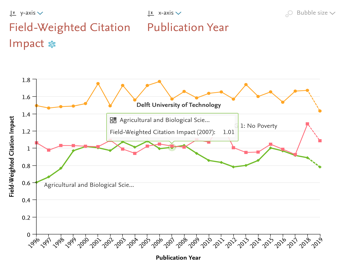 y-axis
x-axis
Bubble size
Field-Weighted Citation
Impact
Publication Year
Field-Weighted Citation Impact
1.8
1.6
1.4
1.2
1
0.8
0.6
0.4
0.2
0
Delft University of Technology
Agricultural and Biological Scie...
Field-Weighted Citation Impact (2007): 1.01
1: No Poverty
Agricultural and Biological Scie...
1996 1997 1998 1999 2000 2001 2002 2003 2004 2005 2006 2007 2008 2009 2010 2011 2012 2013 2014 2015 2016 2017 2018 2019
Publication Year